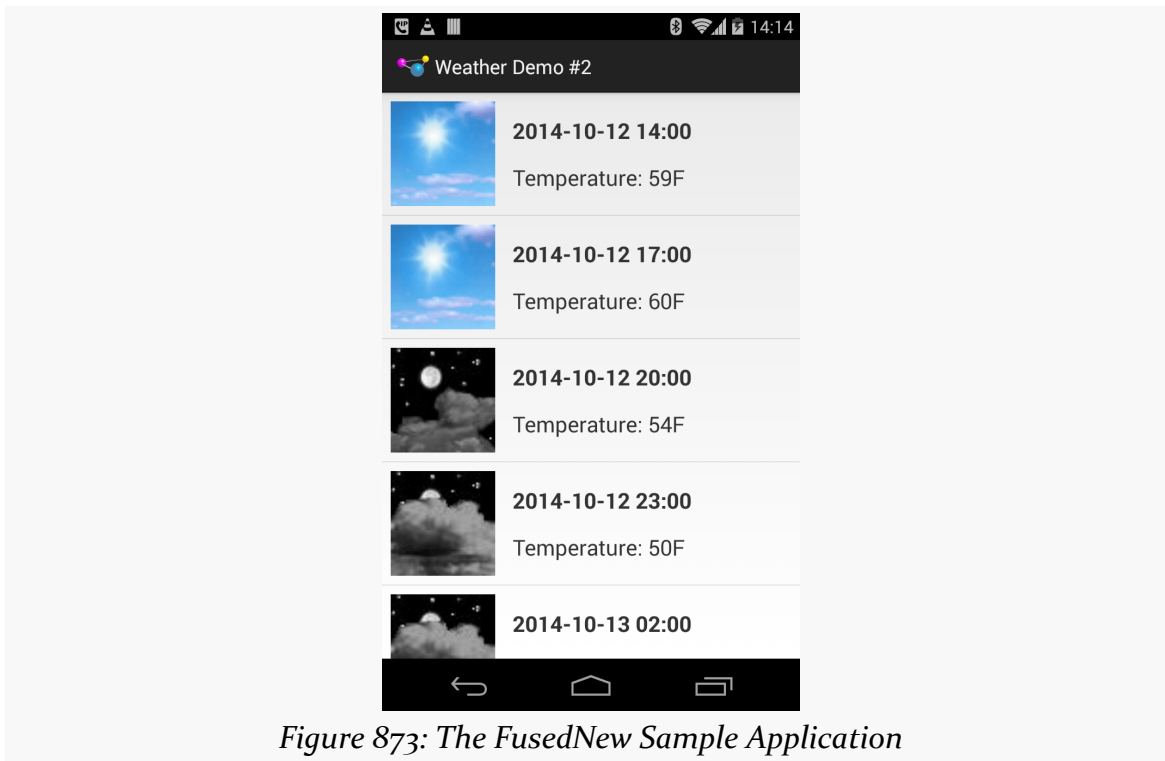 14:14
Weather Demo #2
2014-10-12 14:00
Temperature: 59F
2014-10-12 17:00
Temperature: 60F
2014-10-12 20:00
Temperature: 54F
2014-10-12 23:00
Temperature: 50F
2014-10-13 02:00
Figure 873: The FusedNew Sample Application